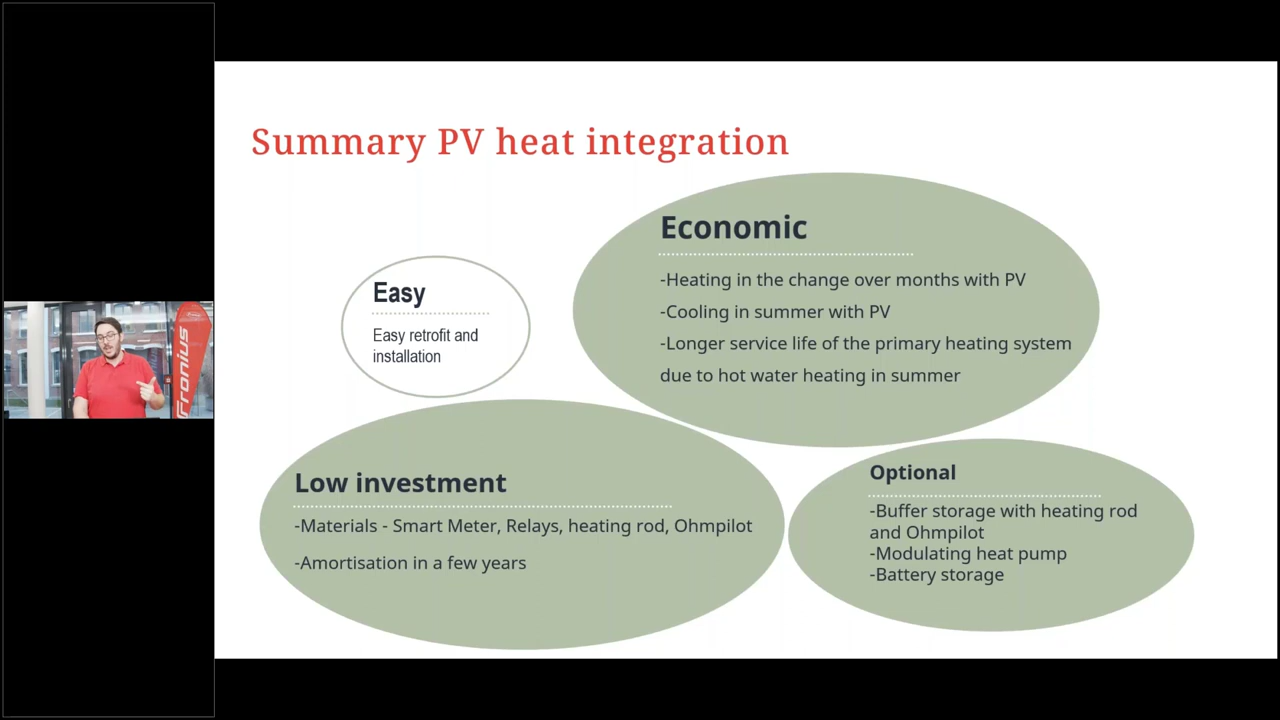 Summary PV heat integration
Economic
-Heating in the change over months with PV
-Cooling in summer with PV
-Longer service life of the primary heating system
due to hot water heating in summer
Easy
Easy retrofit and
installation
Low investment
-Materials - Smart Meter, Relays, heating rod, Ohmpilot
-Amortisation in a few years
Optional
-Buffer storage with heating rod
and Ohmpilot
-Modulating heat pump
-Battery storage
Fronius